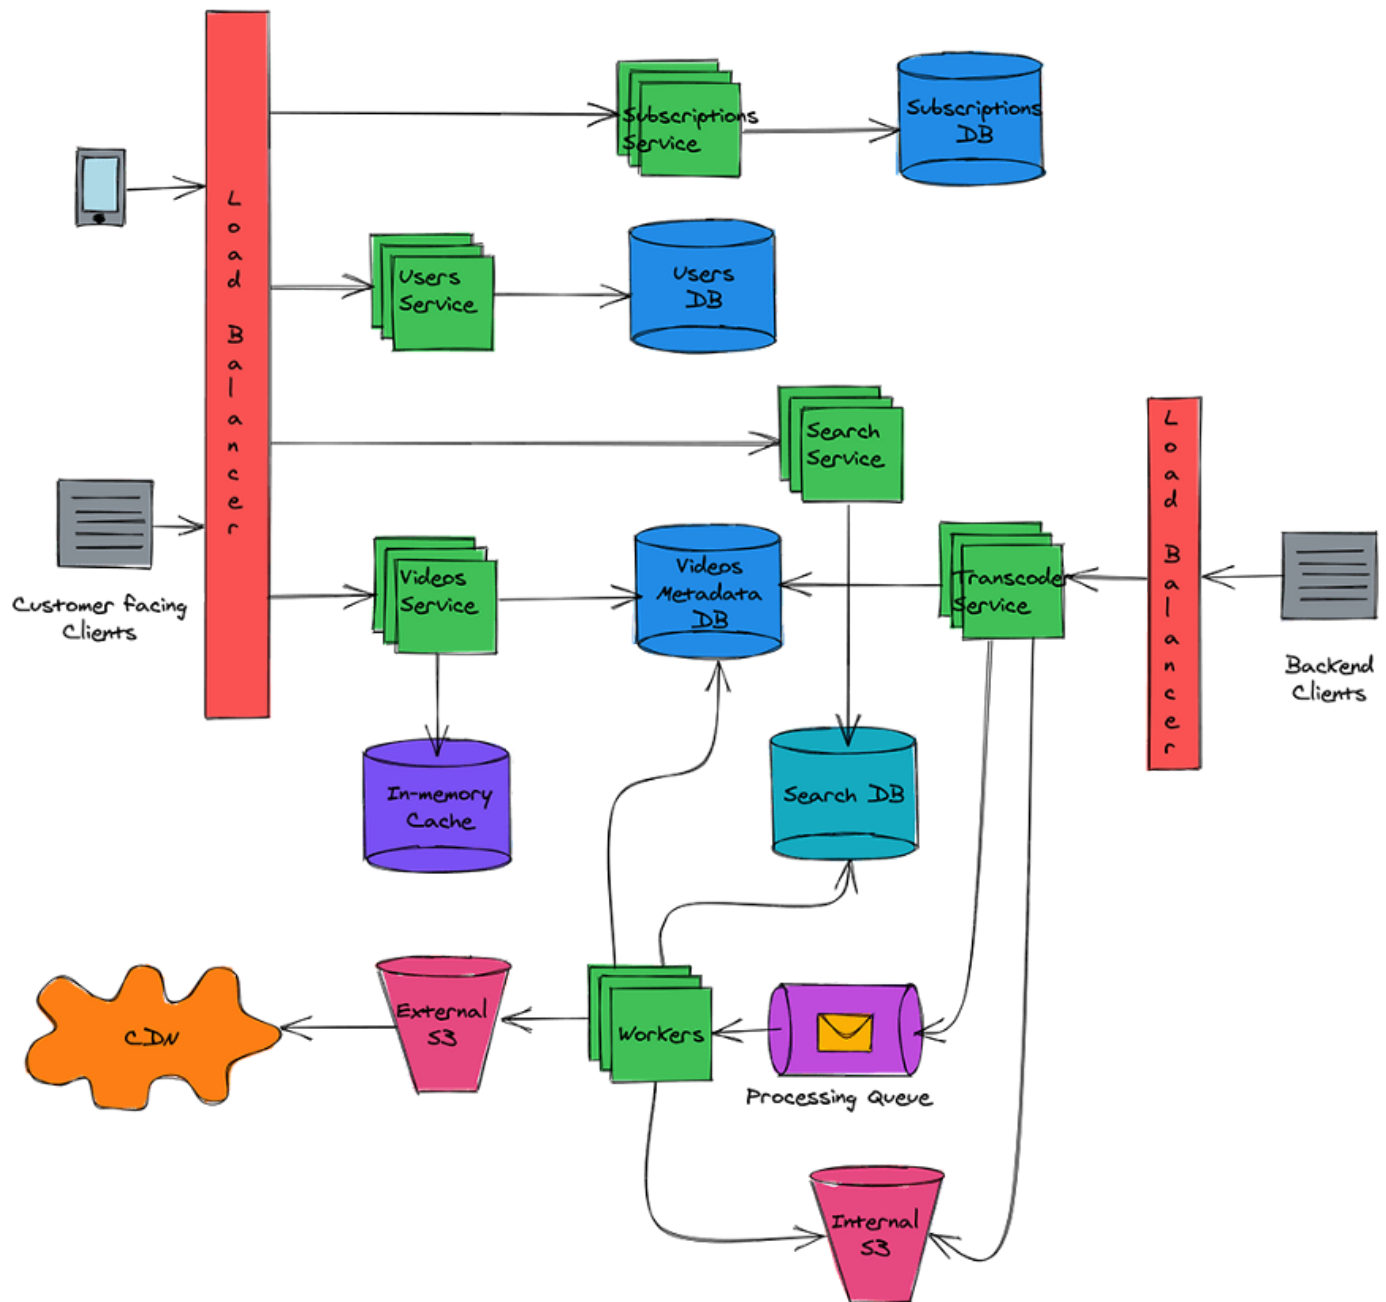 Subscriptions
Service
Subscriptions
DB
Load Balancer
Users
Service
Users
DB
Search
Service
Load Balancer
Customer facing
Clients
Videos
Service
Videos
Metadata
DB
Transcode
Service
Backend
Clients
In-memory
Cache
Search DB
CDN
External
S3
Workers
Processing Queue
Internal
S3